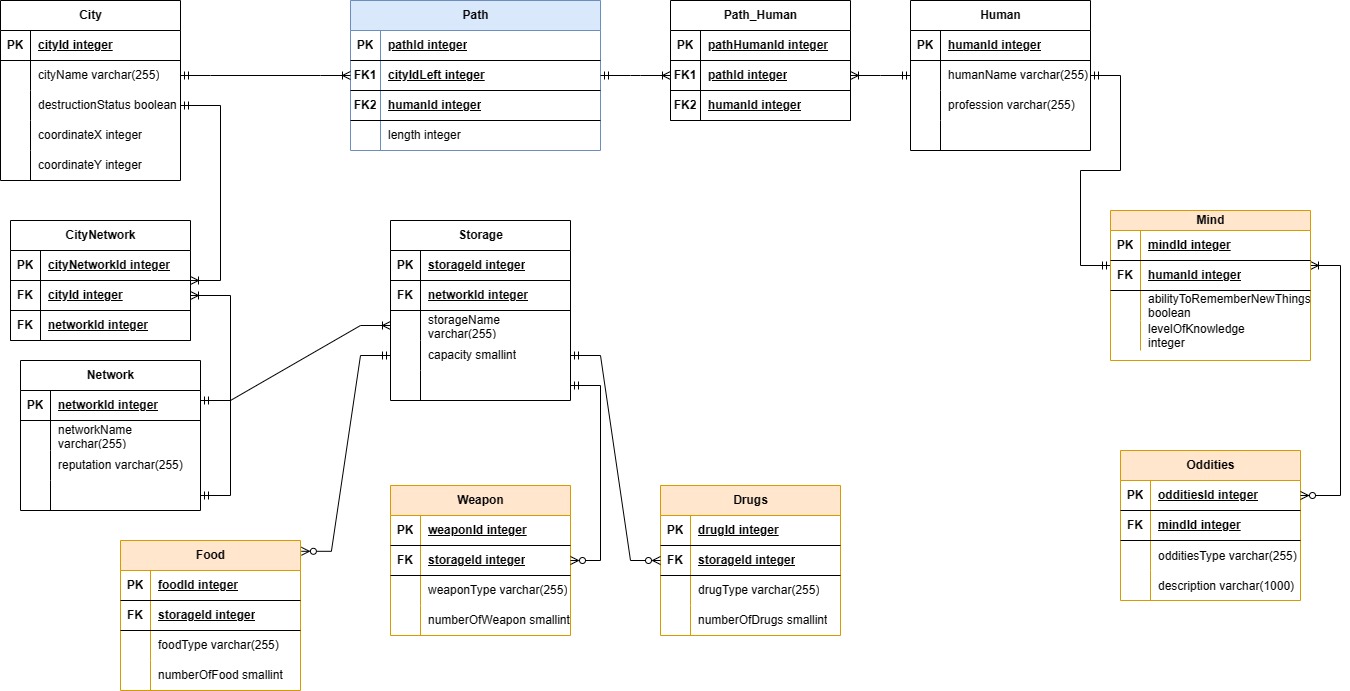 City
PK cityId integer
cityName varchar(255)
destructionStatus boolean
coordinateX integer
coordinateY integer
Path
PK pathId integer
FK1 cityIdLeft integer
FK2 humanId integer
length integer
Path_Human
PK pathHumanId integer
FK1 pathId integer
FK2 humanId integer
Human
PK humanId integer
humanName varchar(255)
profession varchar(255)
CityNetwork
PK cityNetworkId integer
FK cityId integer
FK networkId integer
Storage
PK storageId integer
FK networkId integer
storageName
varchar(255)
capacity smallint
Mind
PK mindId integer
FK humanId integer
abilityToRememberNewThings
boolean
levelOfKnowledge
integer
Network
PK networkId integer
networkName
varchar(255)
reputation varchar(255)
Food
PK foodId integer
FK storageId integer
foodType varchar(255)
numberOfFood smallint
Weapon
PK weaponId integer
FK storageId integer
weaponType varchar(255)
numberOfWeapon smallint
Drugs
PK drugId integer
FK storageId integer
drugType varchar(255)
numberOfDrugs smallint
Oddities
PK odditiesId integer
FK mindId integer
odditiesType varchar(255)
description varchar(1000)